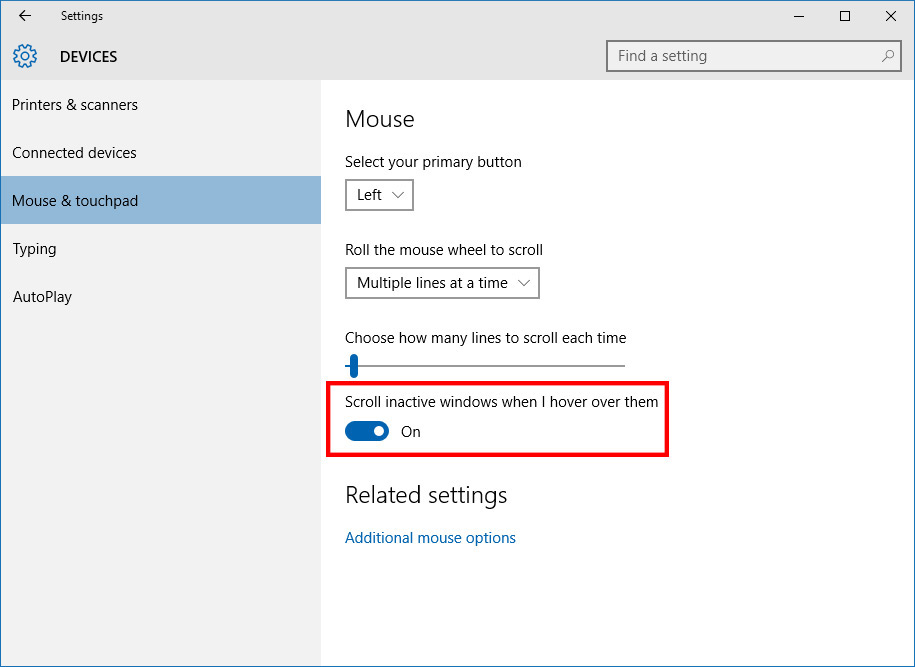 Settings
DEVICES
Find a setting
Printers & scanners
Connected devices
Mouse & touchpad
Typing
AutoPlay
Mouse
Select your primary button
Left
Roll the mouse wheel to scroll
Multiple lines at a time
Choose how many lines to scroll each time
Scroll inactive windows when I hover over them
On
Related settings
Additional mouse options